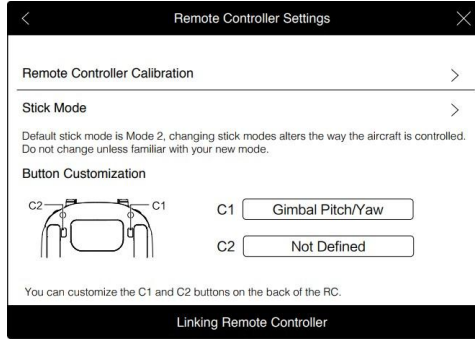 Remote Controller Settings
Remote Controller Calibration
Stick Mode
Default stick mode is Mode 2, changing stick modes alters the way the aircraft is controlled.
Do not change unless familiar with your new mode.
Button Customization
C2 C1
C1 Gimbal Pitch/Yaw
C2 Not Defined
You can customize the C1 and C2 buttons on the back of the RC.
Linking Remote Controller